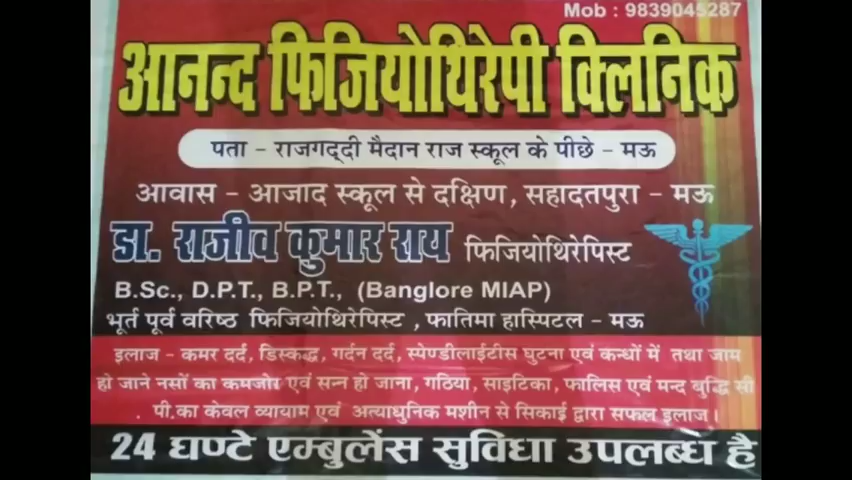 Mob : 9839045287
आनन्द फिजियोथिरेपी क्लिनिक
पता - राजगद्दी मैदान राज स्कूल के पीछे - मऊ
आवास - आजाद स्कूल से दक्षिण, सहादतपुरा - मऊ
डा. राजीव कुमार राय फिजियोथिरेपिस्ट
B.Sc., D.P.T., B.P.T., (Banglore MIAP)
भूर्त पूर्व वरिष्ठ फिजियोथिरेपिस्ट , फातिमा हास्पिटल - मऊ
इलाज - कमर दर्द, डिस्कद्ध, गर्दन दर्द, स्पेण्डीलाईटीस घुटना एवं कन्धों में तथा जाम
हो जाने नसों का कमजोर एवं सन्न हो जाना, गठिया, साइटिका, फालिस एवं मन्द बुद्धि सी
. पी.का केवल व्यायाम एवं अत्याधुनिक मशीन से सिकाई द्वारा सफल इलाज।
24 घण्टे एम्बुलेंस सुविधा उपलब्ध है